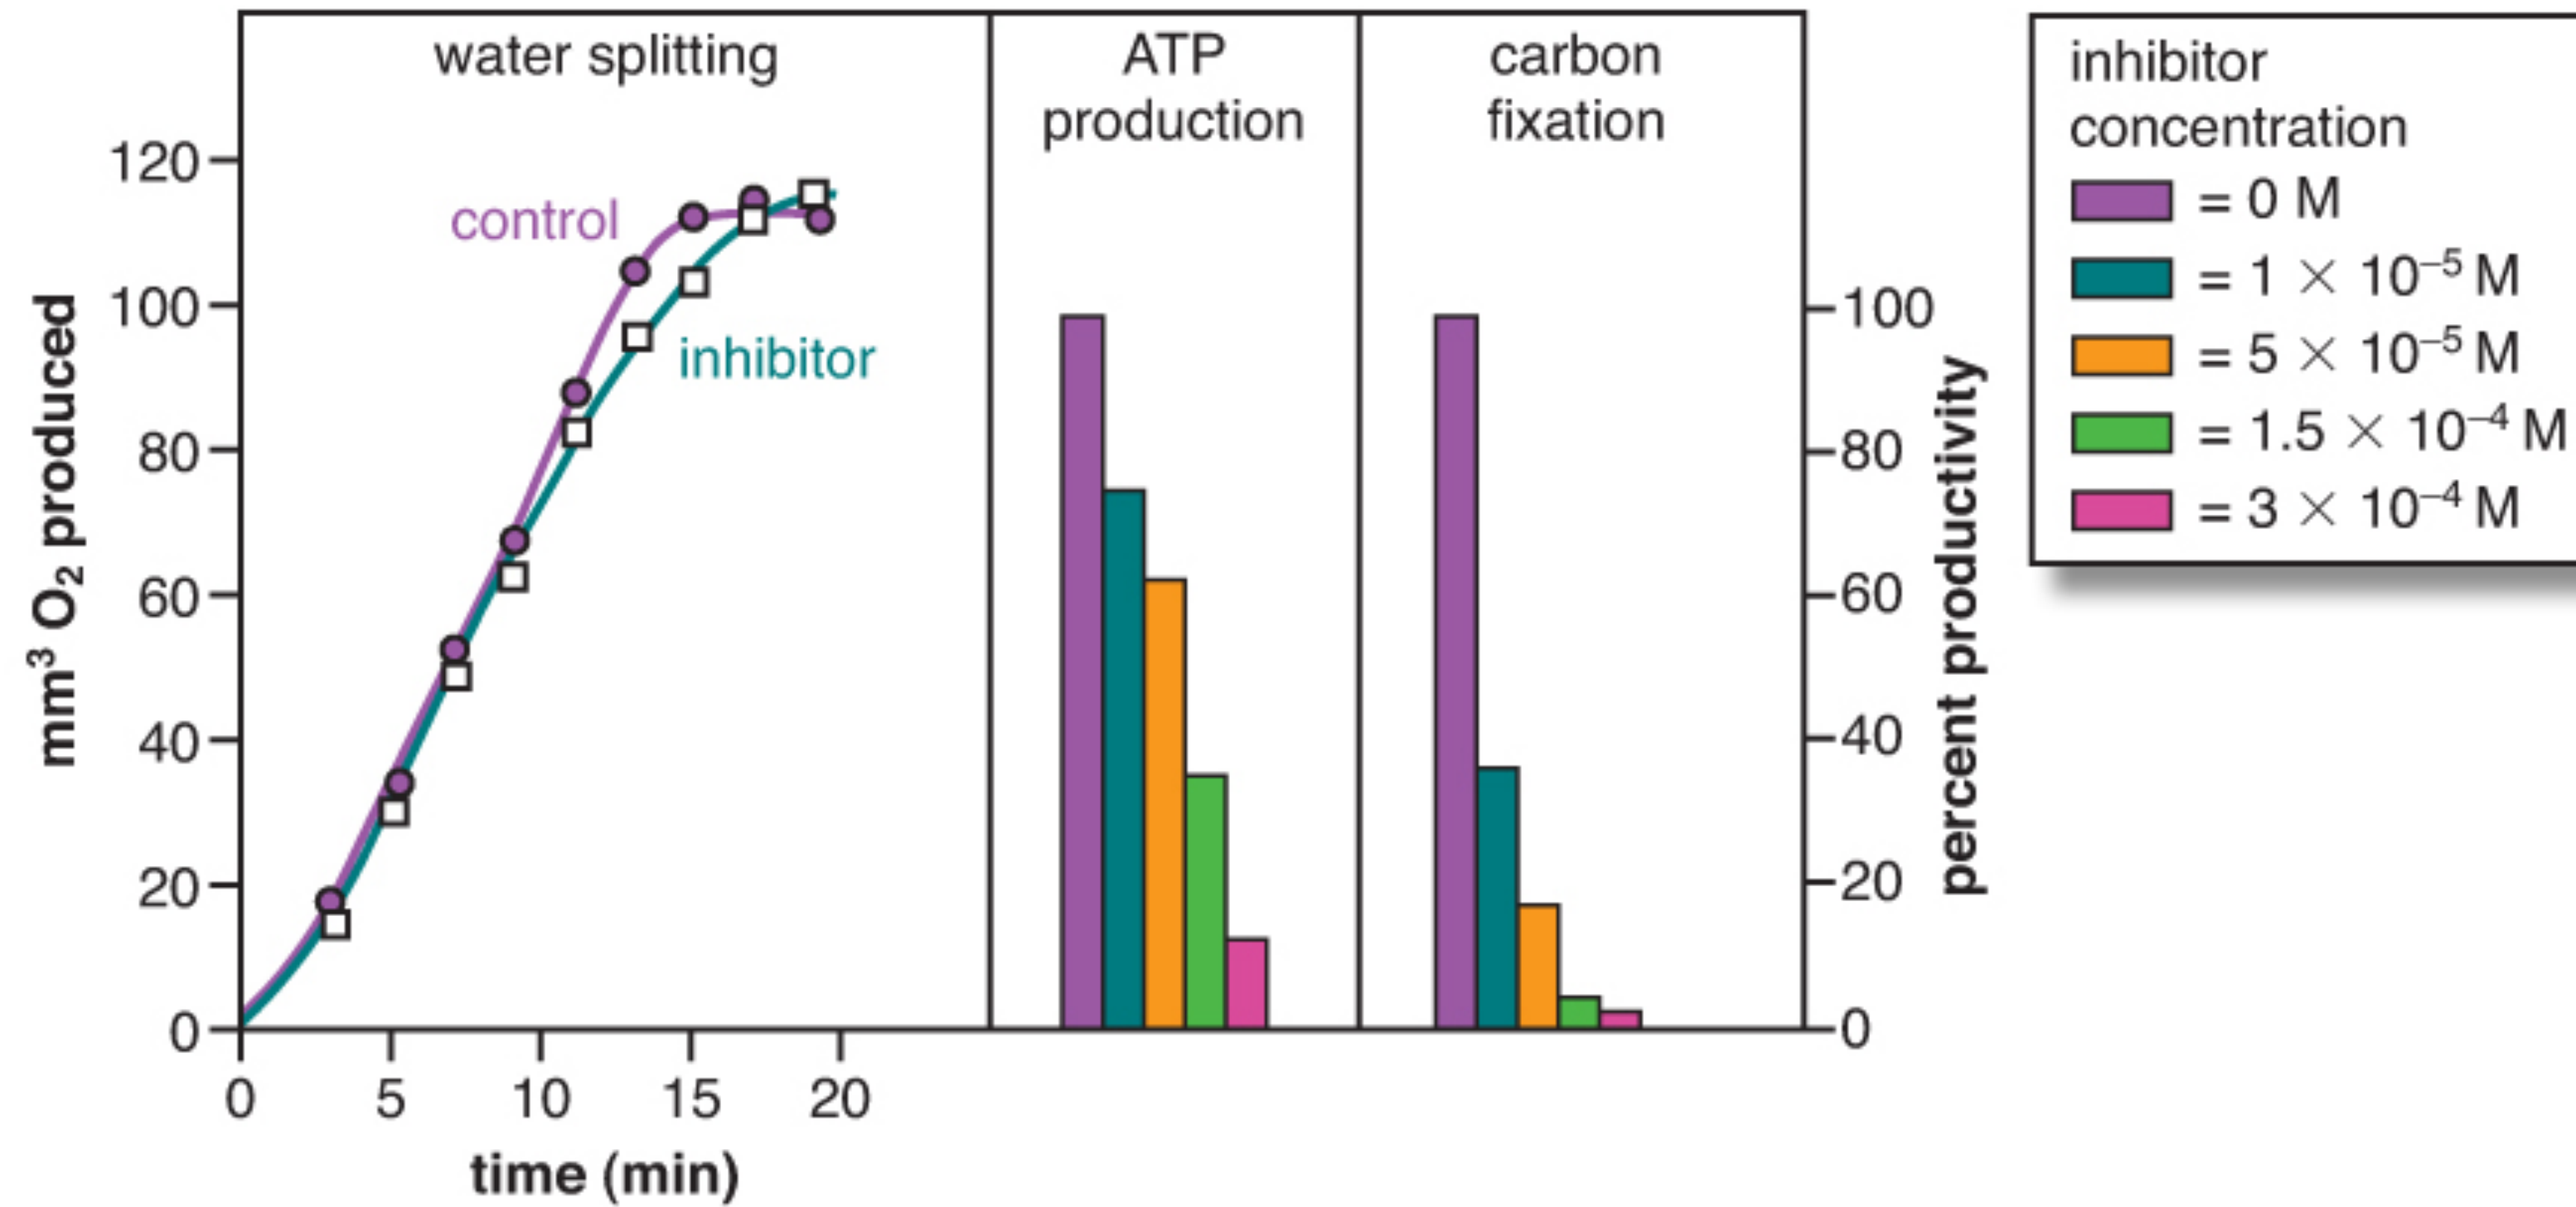 water splitting
ATP
production
carbon
fixation
mm³ O₂ produced
120
100
80
60
40
20
0
control
inhibitor
0 5 10 15 20
time (min)
100
80
60
40
20
0
percent productivity
inhibitor
concentration
= 0 M
= 1 × 10⁻⁵ M
= 5 × 10⁻⁵ M
= 1.5 × 10⁻⁴ M
= 3 × 10⁻⁴ M